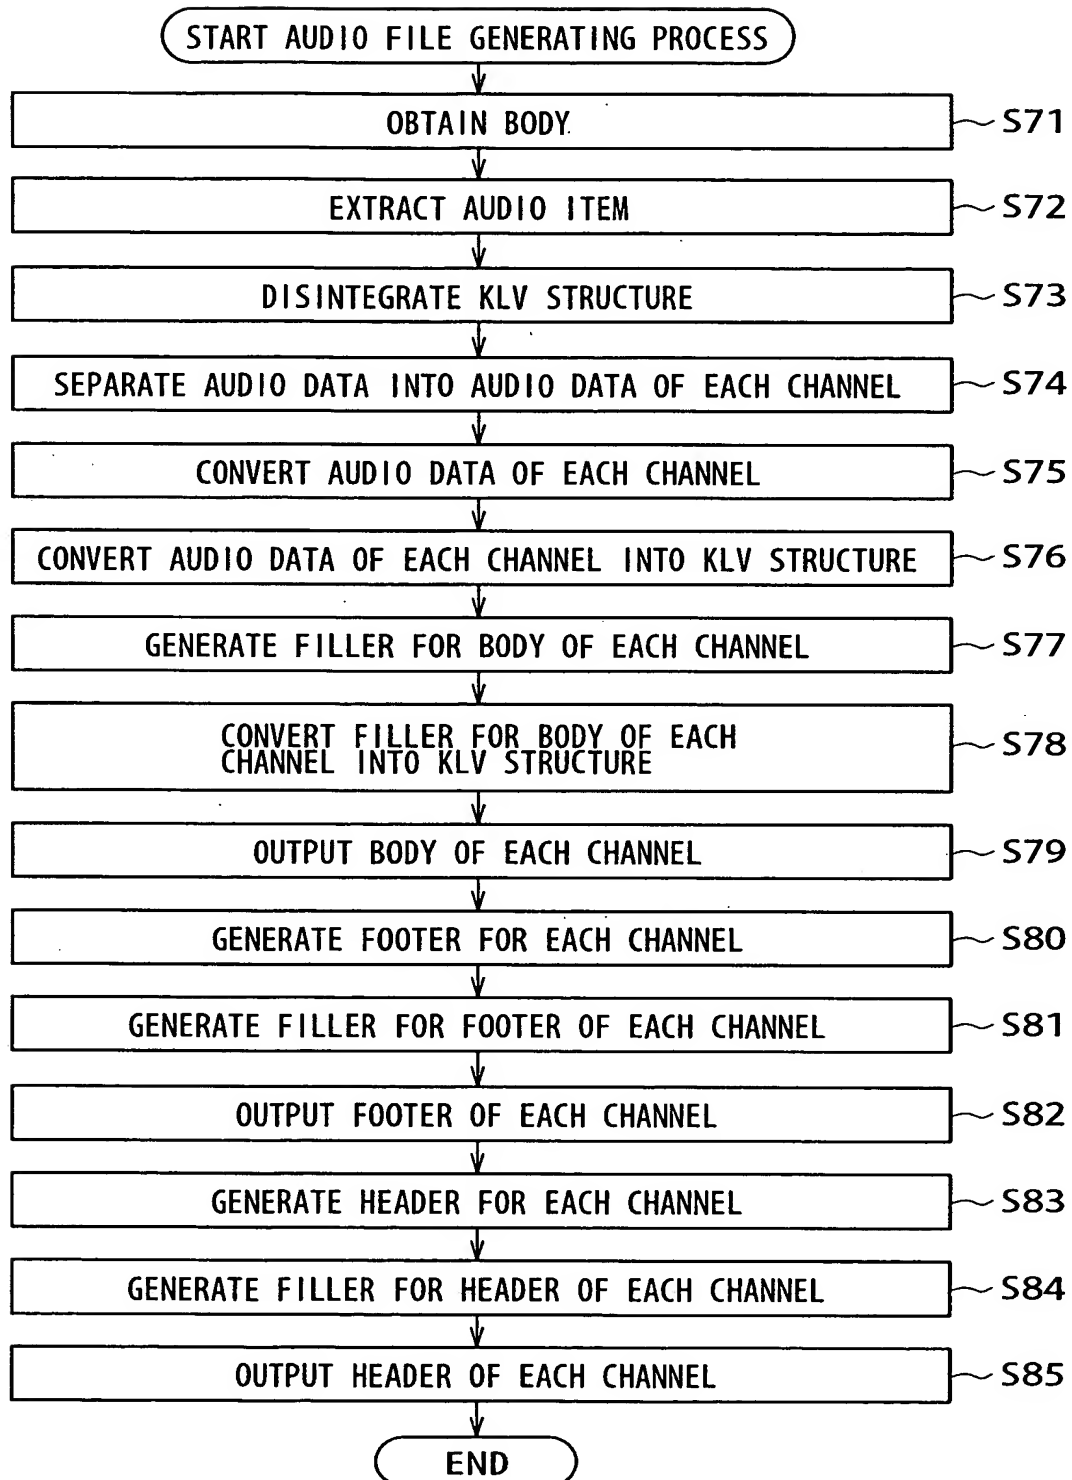 START AUDIO FILE GENERATING PROCESS
OBTAIN BODY
S71
EXTRACT AUDIO ITEM
S72
DISINTEGRATE KLV STRUCTURE
S73
SEPARATE AUDIO DATA INTO AUDIO DATA OF EACH CHANNEL
S74
CONVERT AUDIO DATA OF EACH CHANNEL
S75
CONVERT AUDIO DATA OF EACH CHANNEL INTO KLV STRUCTURE
S76
GENERATE FILLER FOR BODY OF EACH CHANNEL
S77
CONVERT FILLER FOR BODY OF EACH
CHANNEL INTO KLV STRUCTURE
S78
OUTPUT BODY OF EACH CHANNEL
S79
GENERATE FOOTER FOR EACH CHANNEL
S80
GENERATE FILLER FOR FOOTER OF EACH CHANNEL
S81
OUTPUT FOOTER OF EACH CHANNEL
S82
GENERATE HEADER FOR EACH CHANNEL
S83
GENERATE FILLER FOR HEADER OF EACH CHANNEL
S84
OUTPUT HEADER OF EACH CHANNEL
S85
END